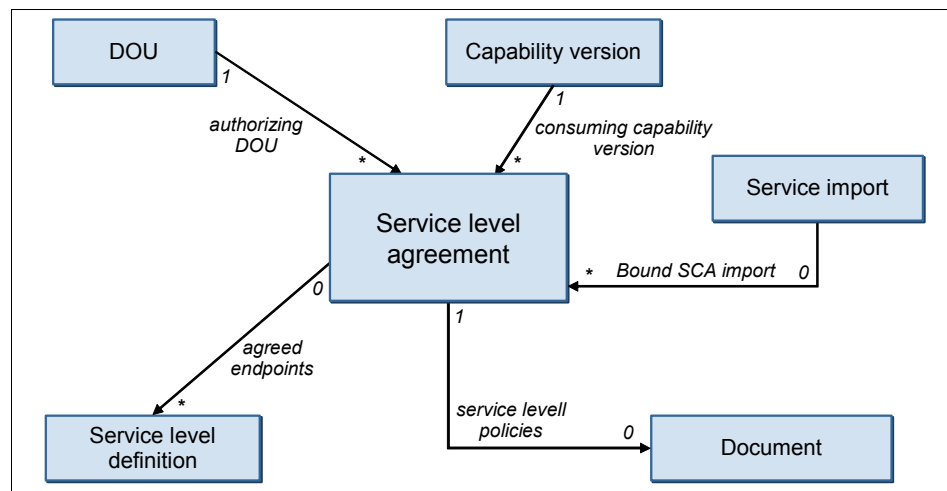 DOU
Capability version
1
1
authorizing
DOU
consuming capability
version
*
*
Service import
Service level
agreement
*
Bound SCA import
0
0
1
agreed
endpoints
*
service levell
policies
0
Service level
definition
Document